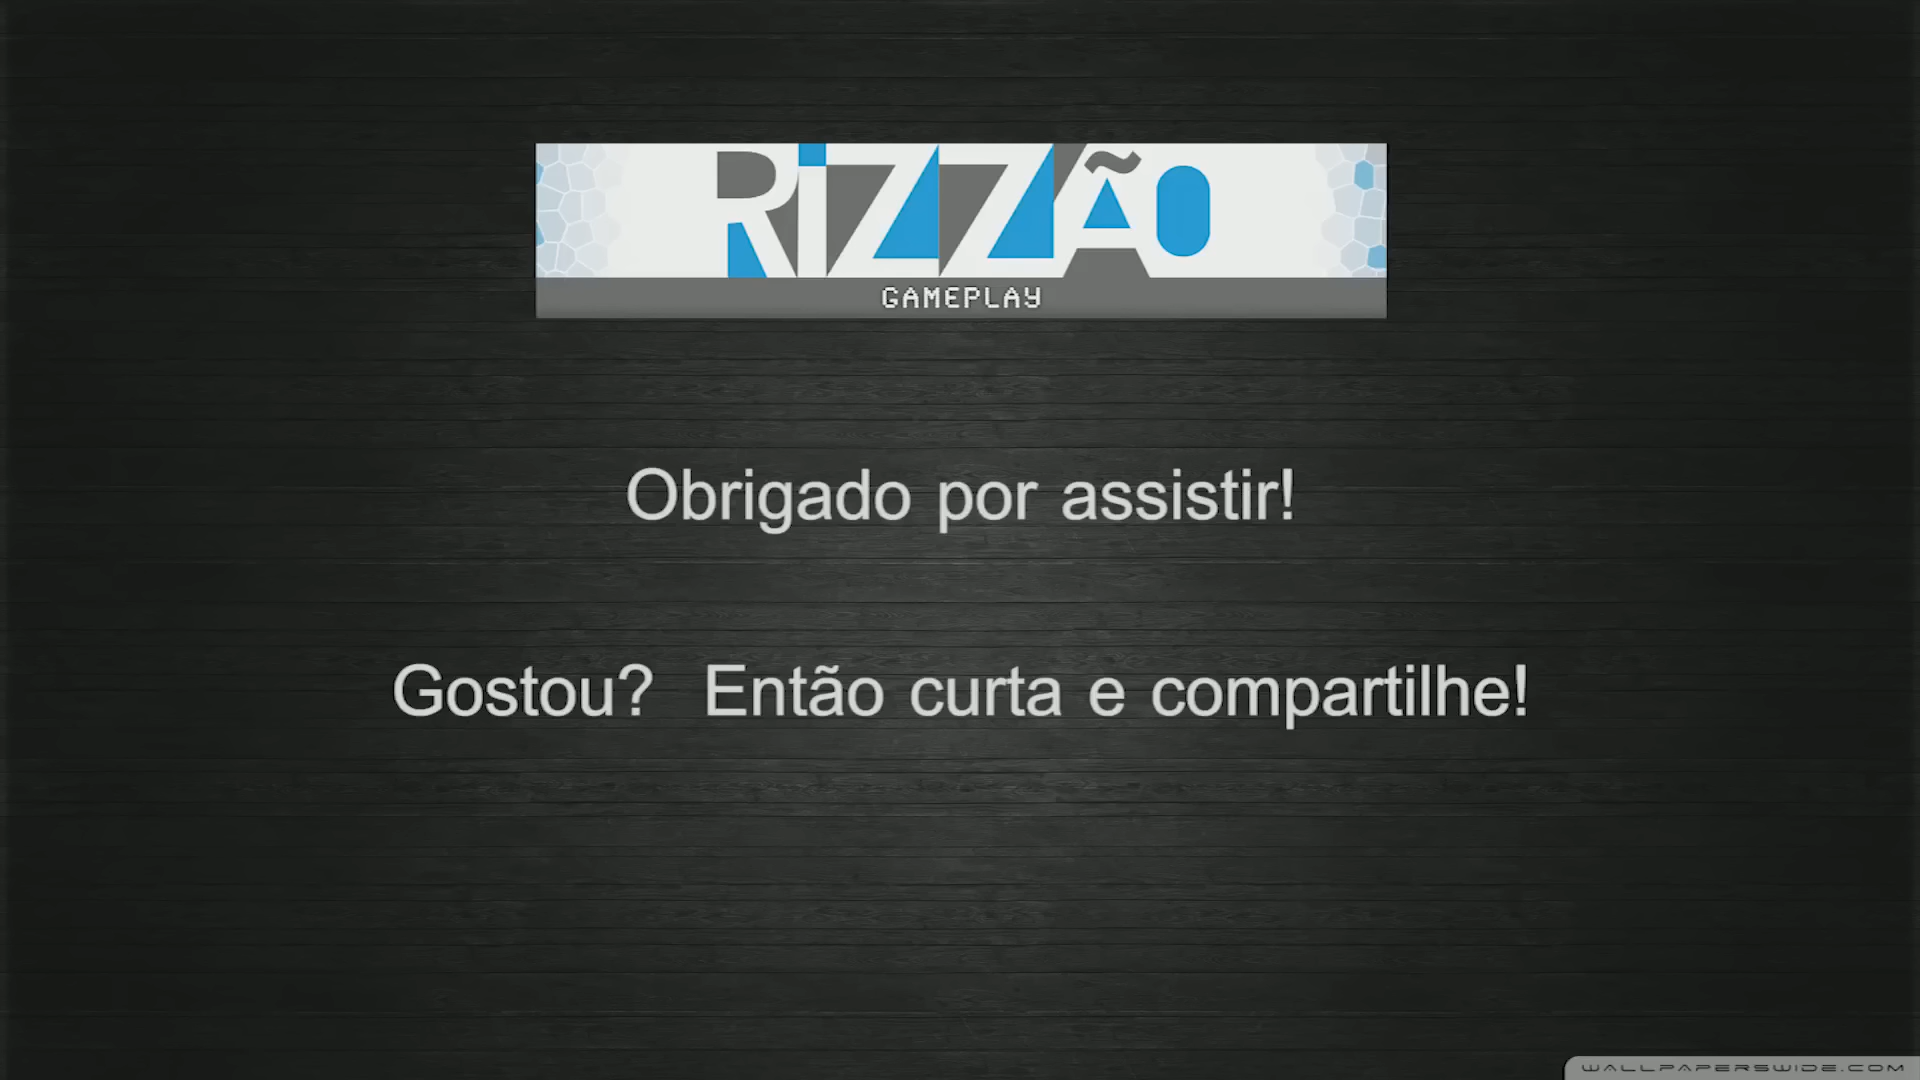 RiZZÃO
GAMEPLAY
Obrigado por assistir!
Gostou? Então curta e compartilhe!
WALLPAPERSWIDE.COM